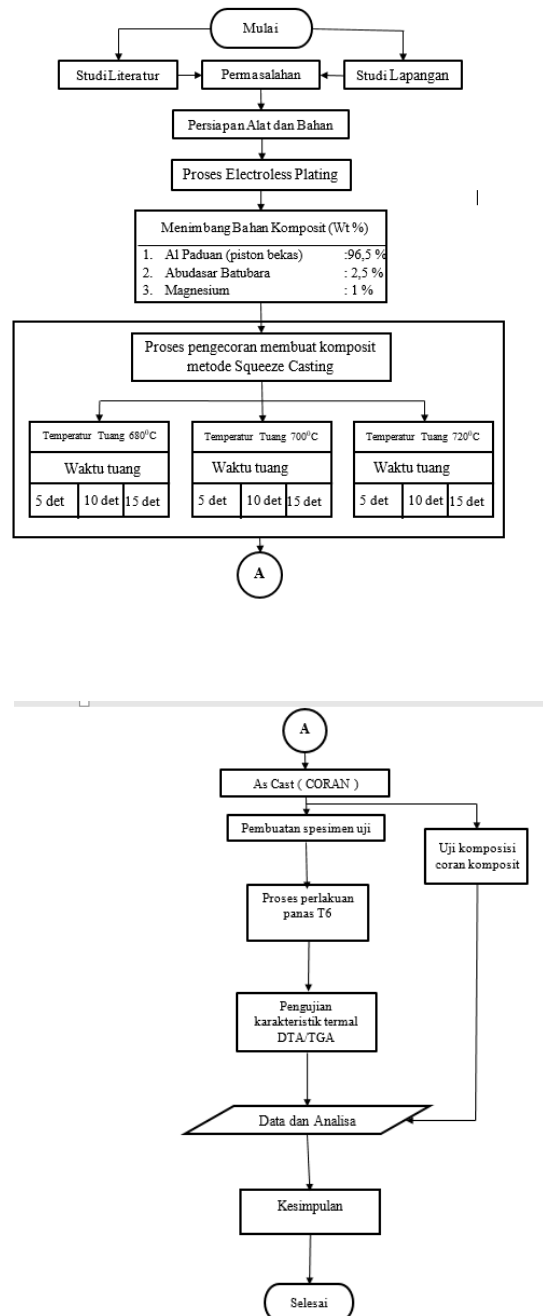 Mulai
Studi Literatur
Permasalahan
Studi Lapangan
Persiapan Alat dan Bahan
Proses Electroless Plating
Menimbang Bahan Komposit (Wt %)
1. Al Paduan (piston bekas) :96,5 %
2. Abudasar Batubara : 2,5 %
3. Magnesium : 1 %
Proses pengecoran membuat komposit
metode Squeeze Casting
Temperatur Tuang 680⁰C
Waktu tuang
5 det 10 det 15 det
Temperatur Tuang 700⁰C
Waktu tuang
5 det 10 det 15 det
Temperatur Tuang 720⁰C
Waktu tuang
5 det 10 det 15 det
A
A
As Cast ( CORAN )
Pembuatan spesimen uji
Uji komposisi
coran komposit
Proses perlakuan
panas T6
Pengujian
karakteristik termal
DTA/TGA
Data dan Analisa
Kesimpulan
Selesai